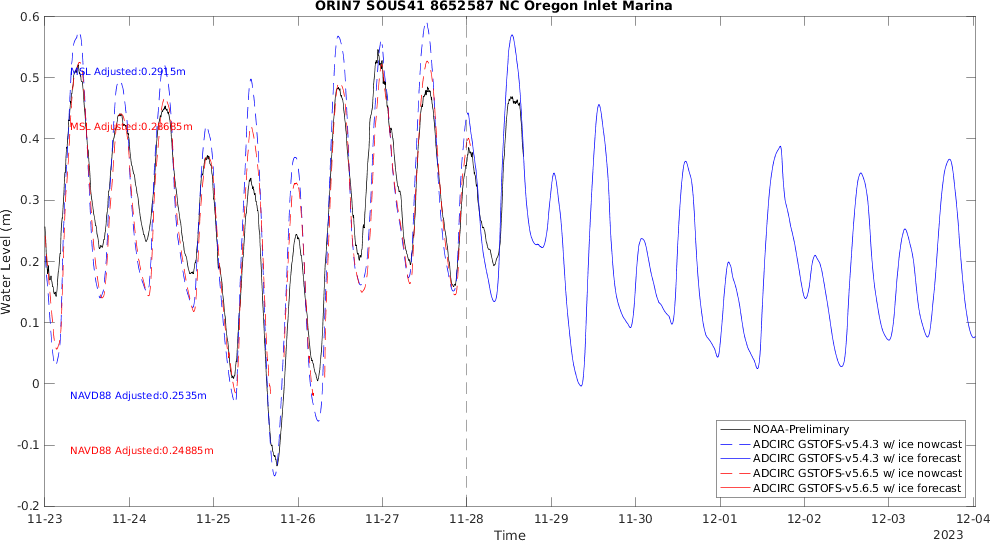 ORIN7 SOUS41 8652587 NC Oregon Inlet Marina
0.6
0.5
0.4
0.3
0.2
0.1
0
-0.1
-0.2
Water Level (m)
MSL Adjusted:0.2915m
MSL Adjusted:0.28685m
NAVD88 Adjusted:0.2535m
NAVD88 Adjusted:0.24885m
NOAA-Preliminary
ADCIRC GSTOFS-v5.4.3 w/ ice nowcast
ADCIRC GSTOFS-v5.4.3 w/ ice forecast
ADCIRC GSTOFS-v5.6.5 w/ ice nowcast
ADCIRC GSTOFS-v5.6.5 w/ ice forecast
11-23 11-24 11-25 11-26 11-27 11-28 11-29 11-30 12-01 12-02 12-03 12-04
Time
2023